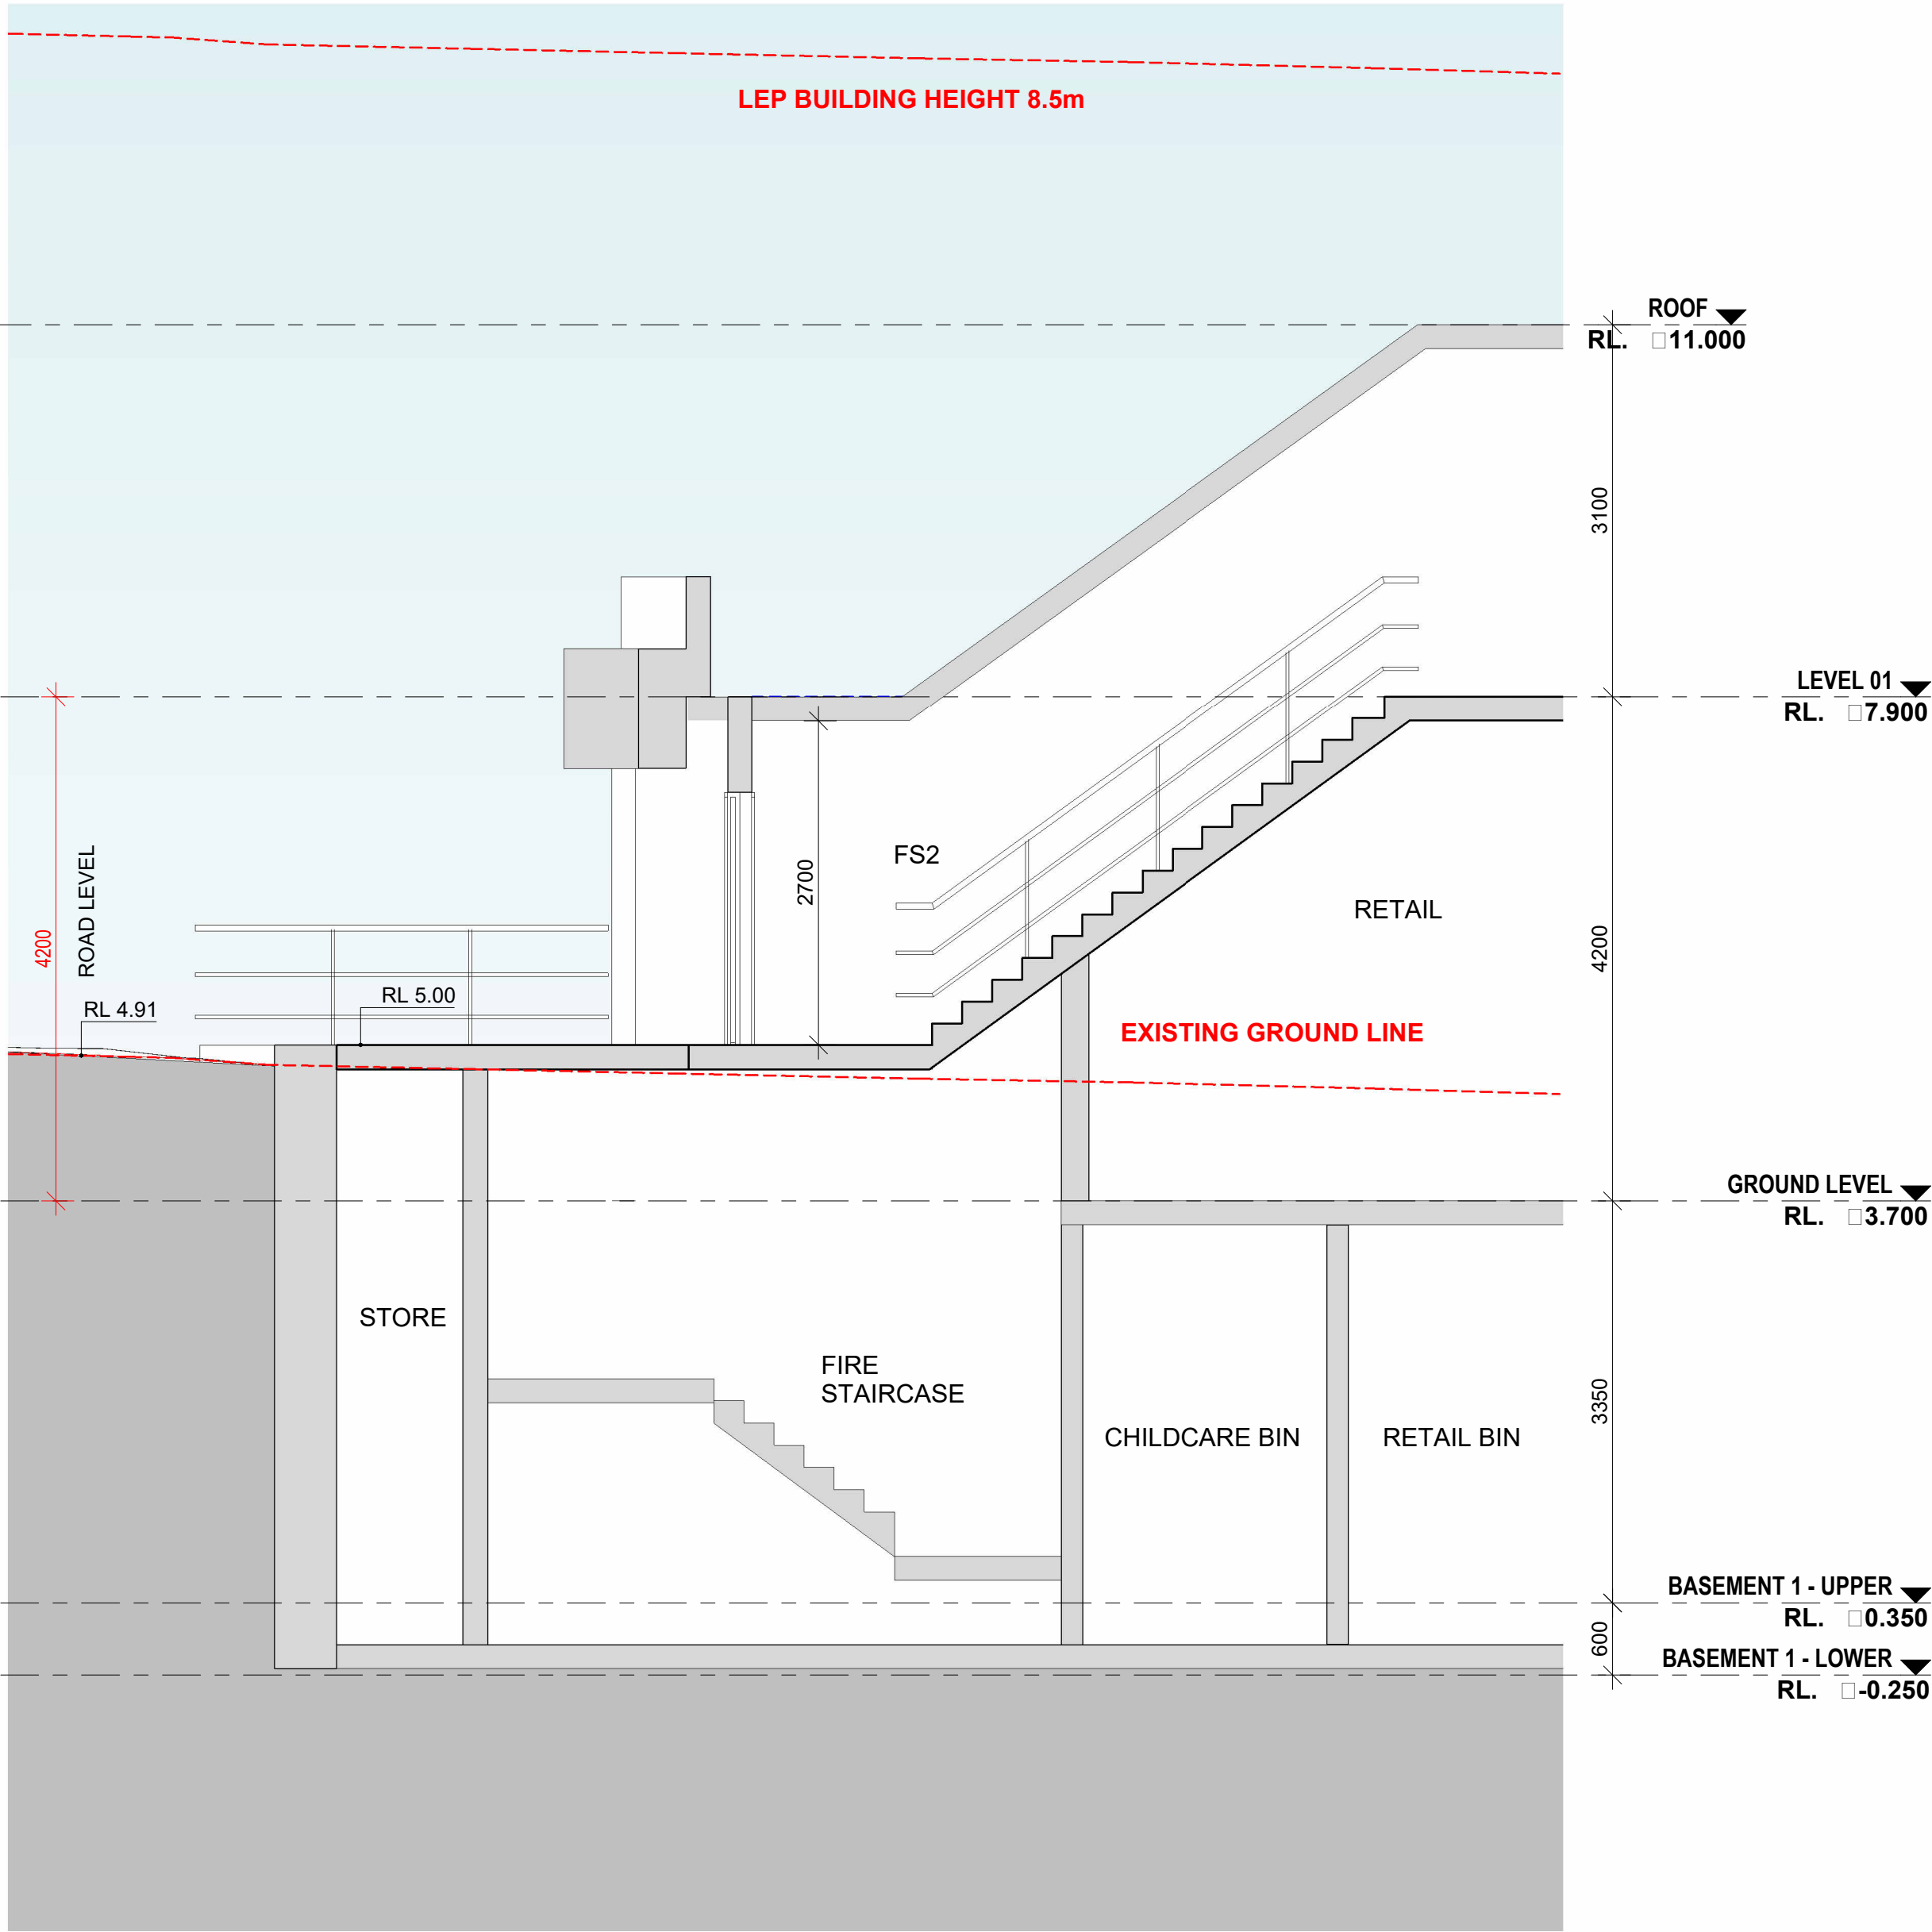 LEP BUILDING HEIGHT 8.5m
ROOF
RL. □11.000
3100
LEVEL 01
RL. □7.900
4200
ROAD LEVEL
RL 4.91
RL 5.00
2700
FS2
RETAIL
4200
EXISTING GROUND LINE
GROUND LEVEL
RL. □3.700
STORE
FIRE
STAIRCASE
CHILDCARE BIN
RETAIL BIN
3350
BASEMENT 1 - UPPER
RL. □0.350
600
BASEMENT 1 - LOWER
RL. □-0.250